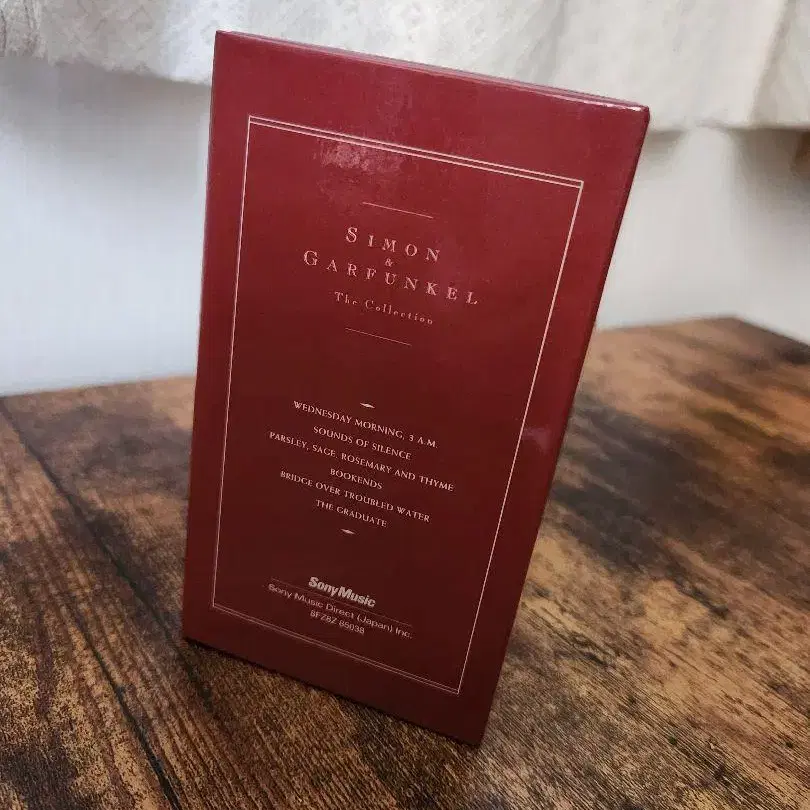 SIMON
&
GARFUNKEL
The Collection
WEDNESDAY MORNING, 3 A.M.
SOUNDS OF SILENCE
PARSLEY, SAGE, ROSEMARY AND THYME
BOOKENDS
BRIDGE OVER TROUBLED WATER
THE GRADUATE
SonyMusic
Sony Music Direct (Japan) Inc.